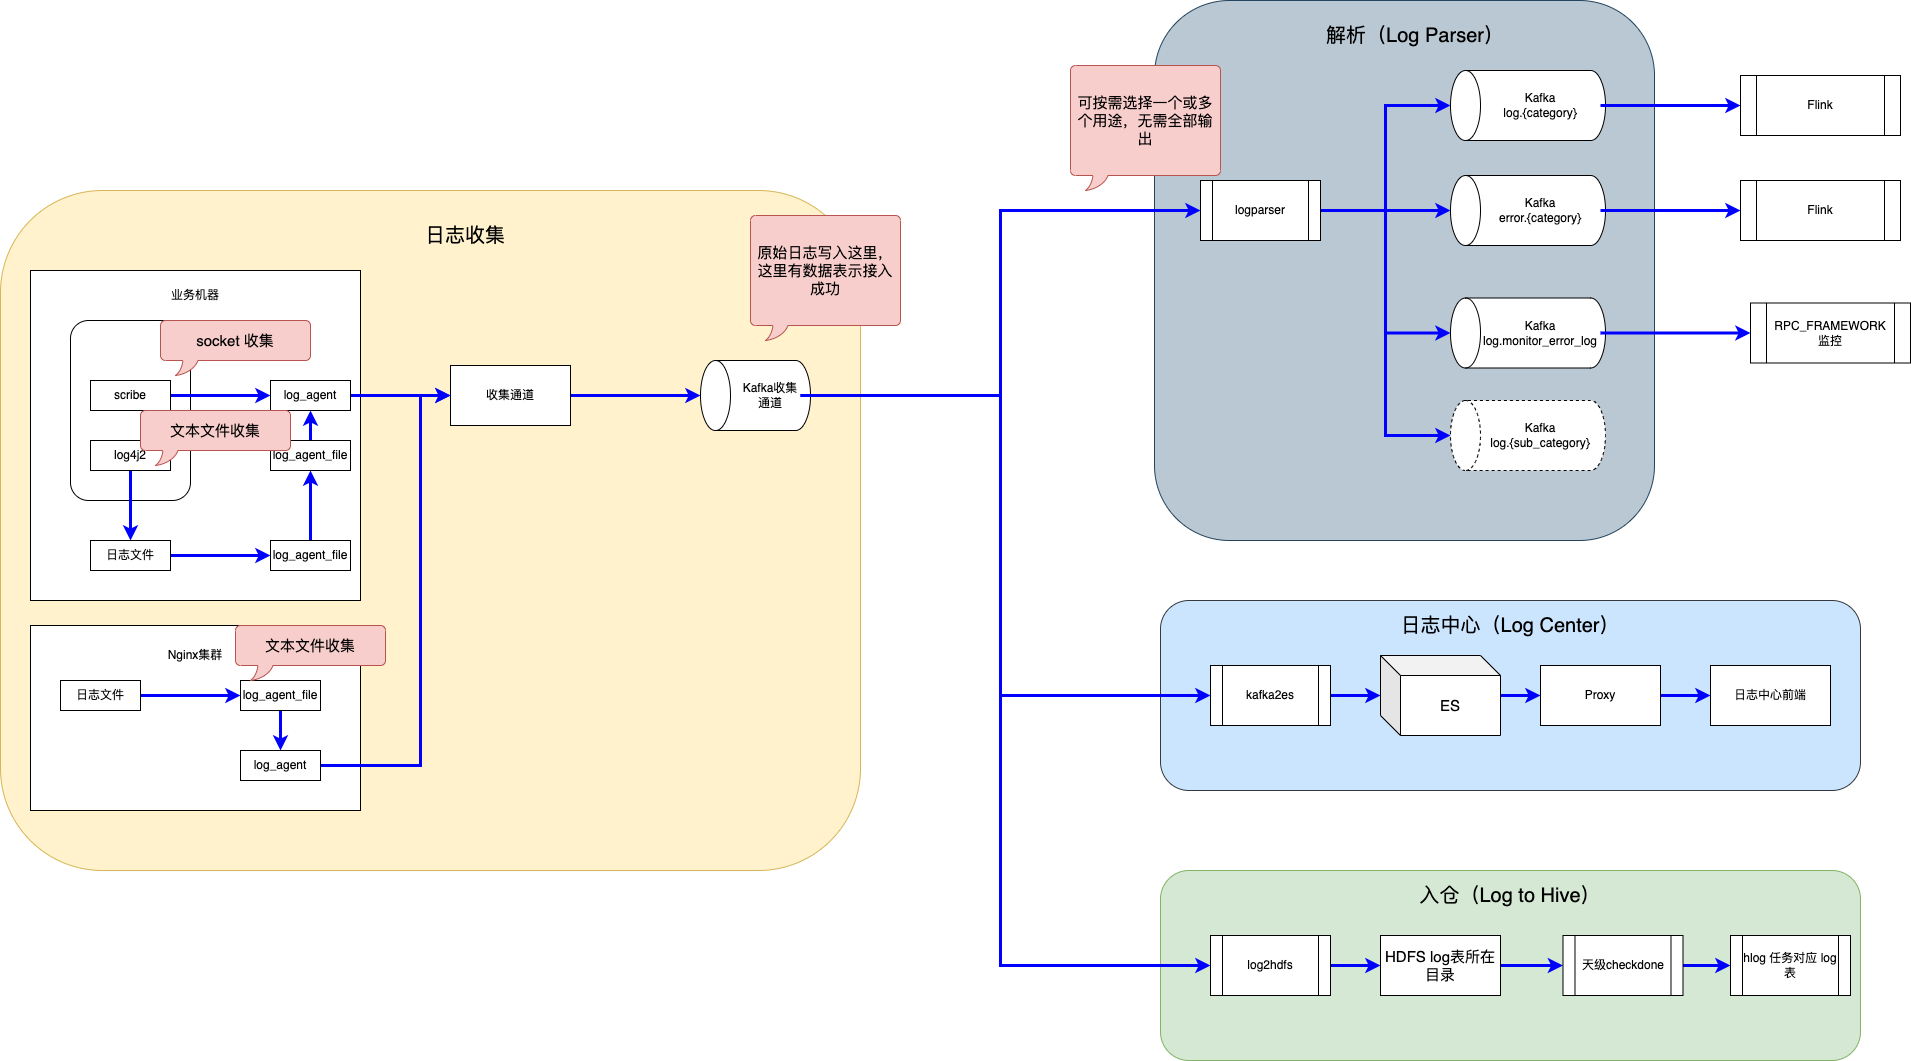 日志收集
业务机器
socket 收集
scribe
log_agent
文本文件收集
log4j2
log_agent_file
日志文件
log_agent_file
Nginx集群
文本文件收集
日志文件
log_agent_file
log_agent
收集通道
原始日志写入这里，
这里有数据表示接入
成功
Kafka收集
通道
可按需选择一个或多
个用途，无需全部输
出
解析（Log Parser）
logparser
Kafka
log.{category}
Flink
Kafka
error.{category}
Flink
Kafka
log.monitor_error_log
RPC_FRAMEWORK
监控
Kafka
log.{sub_category}
日志中心（Log Center）
kafka2es
ES
Proxy
日志中心前端
入仓（Log to Hive）
log2hdfs
HDFS log表所在
目录
天级checkdone
hlog 任务对应 log
表